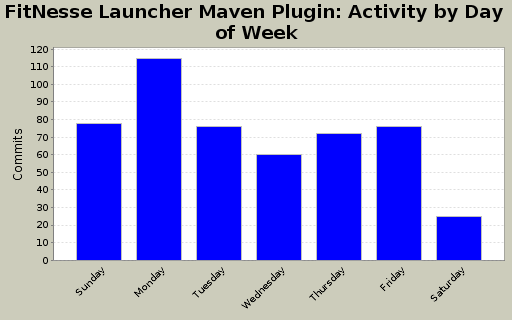 FitNesse Launcher Maven Plugin: Activity by Day
of Week
Commits
120
110
100
90
80
70
60
50
40
30
20
10
0
Sunday
Monday
Tuesday
Wednesday
Thursday
Friday
Saturday